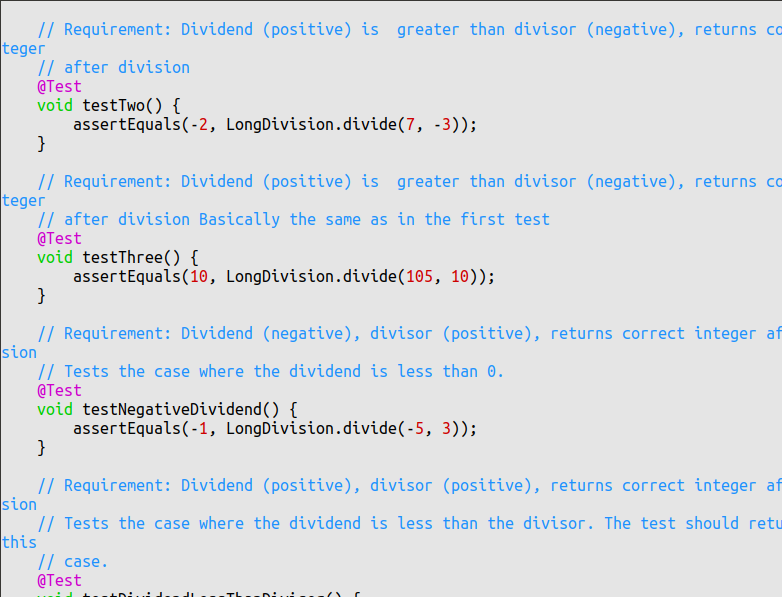 // Requirement: Dividend (positive) is  greater than divisor (negative), returns co
teger
// after division
@Test
void testTwo() {
assertEquals(-2, LongDivision.divide(7, -3));
}
// Requirement: Dividend (positive) is  greater than divisor (negative), returns co
teger
// after division Basically the same as in the first test
@Test
void testThree() {
assertEquals(10, LongDivision.divide(105, 10));
}
// Requirement: Dividend (negative), divisor (positive), returns correct integer af
sion
// Tests the case where the dividend is less than 0.
@Test
void testNegativeDividend() {
assertEquals(-1, LongDivision.divide(-5, 3));
}
// Requirement: Dividend (positive), divisor (positive), returns correct integer af
sion
// Tests the case where the dividend is less than the divisor. The test should retu
this
// case.
@Test
void testDividendLessThanDivisor() {